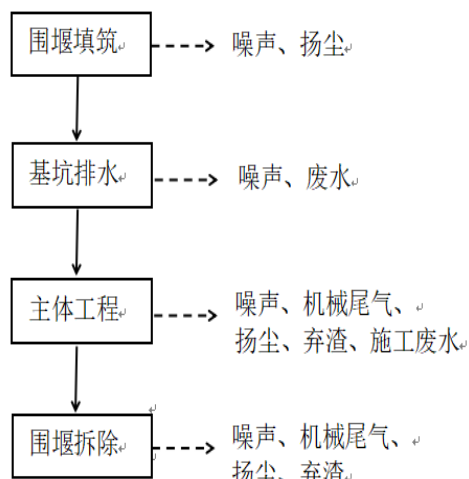 围堰填筑
噪声、扬尘
基坑排水
噪声、废水
主体工程
噪声、机械尾气、
扬尘、弃渣、施工废水
围堰拆除
噪声、机械尾气、
扬尘、弃渣